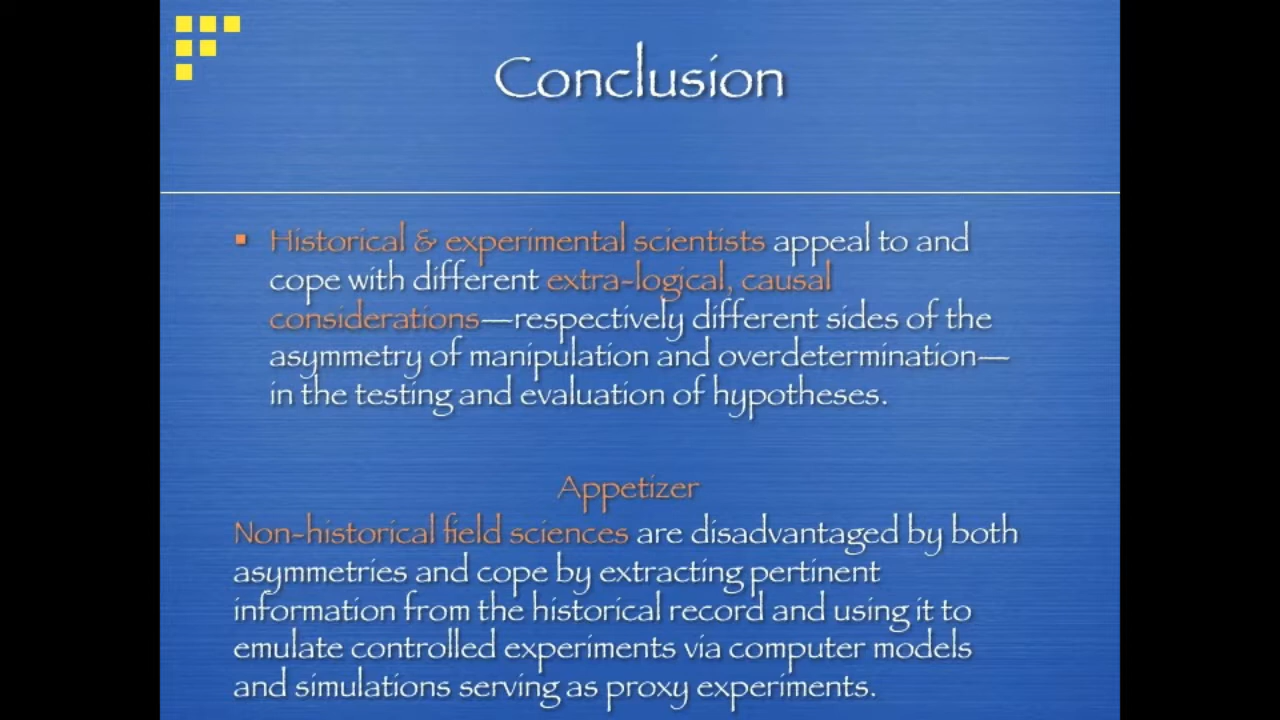 Conclusion
▪ Historical & experimental scientists appeal to and
cope with different extra-logical, causal
considerations—respectively different sides of the
asymmetry of manipulation and overdetermination—
in the testing and evaluation of hypotheses.
Appetizer
Non-historical field sciences are disadvantaged by both
asymmetries and cope by extracting pertinent
information from the historical record and using it to
emulate controlled experiments via computer models
and simulations serving as proxy experiments.